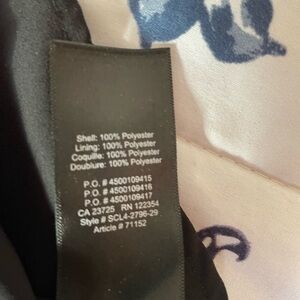 Shell: 100% Polyester
Lining: 100% Polyester
Coquille: 100% Polyester
Doublure: 100% Polyester
P.O. # 4500109415
P.O. # 4500109416
P.O. # 4500109417
CA 23725 RN 122354
Style # SCL4-2796-29
Article # 71152